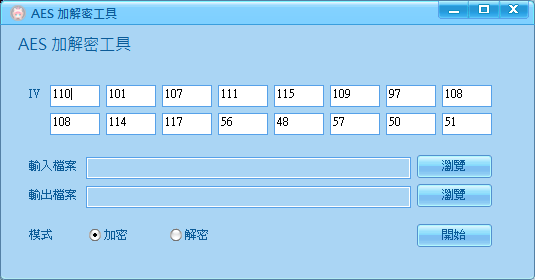 AES 加解密工具
AES 加解密工具
IV 110 101 107 111 115 109 97 108
108 114 117 56 48 57 50 51
輸入檔案 瀏覽
輸出檔案 瀏覽
模式 加密 解密 開始